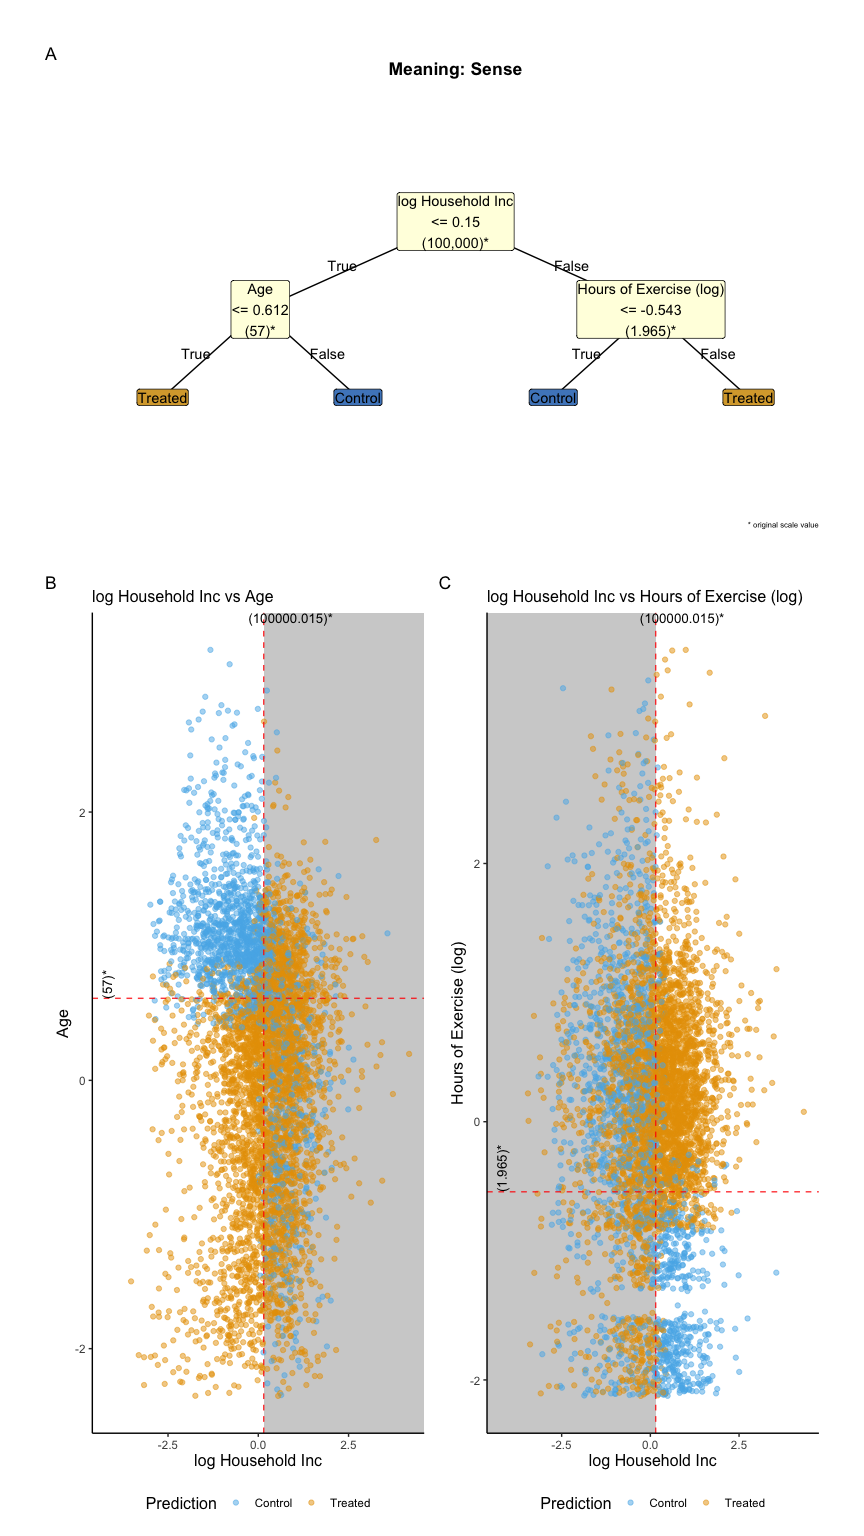 A
Meaning: Sense
log Household Inc
<= 0.15
(100,000)*
True
False
Age
<= 0.612
(57)*
Hours of Exercise (log)
<= -0.543
(1.965)*
True
False
True
False
Treated
Control
Control
Treated
* original scale value
B
log Household Inc vs Age
(100000.015)*
(57)*
Age
2
0
-2
-2.5
0.0
2.5
log Household Inc
Prediction
Control
Treated
C
log Household Inc vs Hours of Exercise (log)
(100000.015)*
(1.965)*
Hours of Exercise (log)
2
0
-2
-2.5
0.0
2.5
log Household Inc
Prediction
Control
Treated